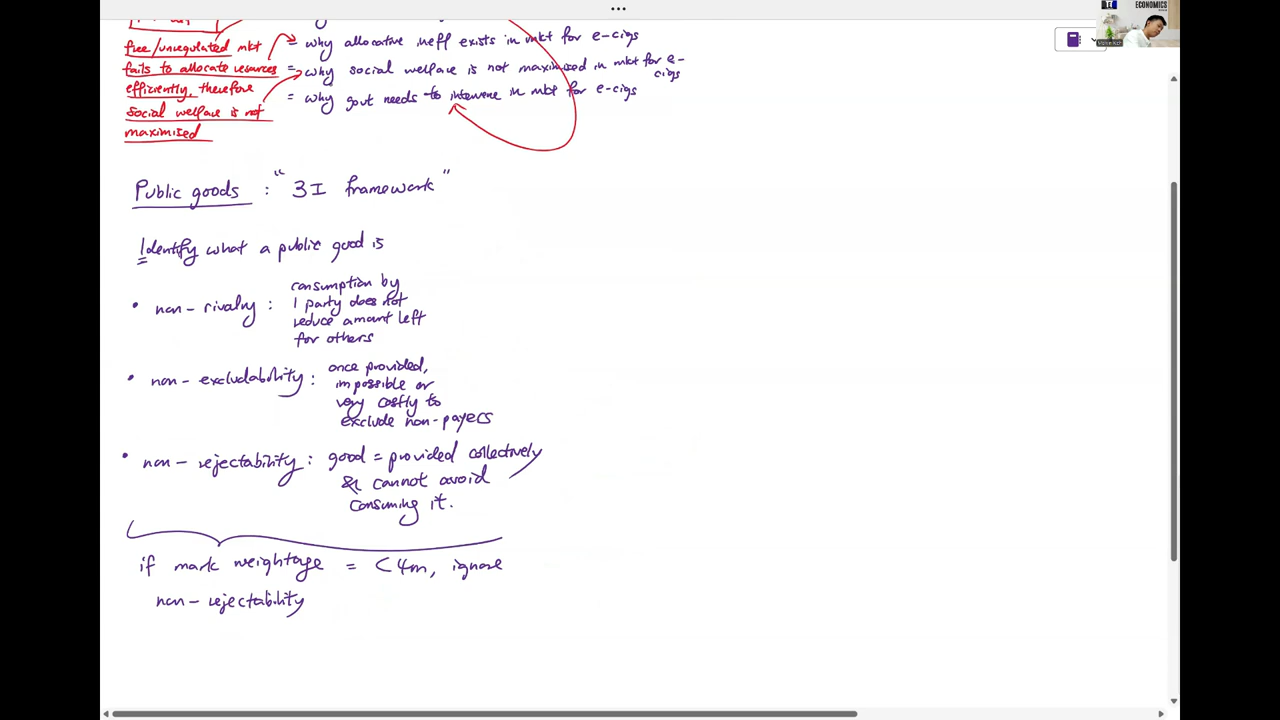 ECONOMICS
free/unregulated mkt = why allocative ineff exists in mkt for e-cigs
fails to allocate resources = why social welfare is not maximised in mkt for e-cigs
efficiently, therefore = why govt needs to intervene in mkt for e-cigs
social welfare is not
maximised
Public goods : "3I framework"
Identify what a public good is
• non-rivalry : consumption by
1 party does not
reduce amount left
for others
• non-excludability : once provided,
impossible or
very costly to
exclude non-payers
• non-rejectability : good = provided collectively
& cannot avoid
consuming it.
if mark weightage = <4m, ignore
non-rejectability